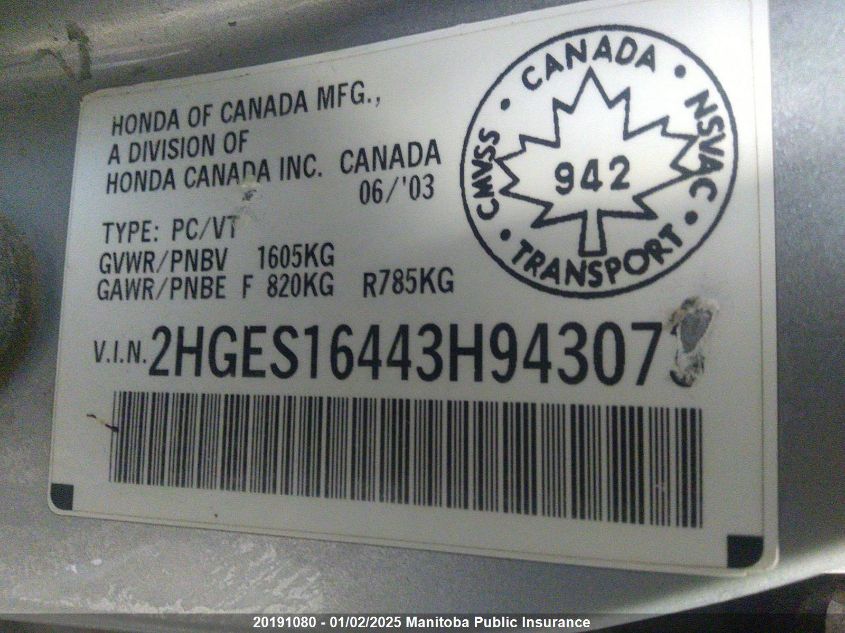 HONDA OF CANADA MFG.,
A DIVISION OF
HONDA CANADA INC. CANADA
06/'03
TYPE: PC/VT
GVWR/PNBV 1605KG
GAWR/PNBE F 820KG R785KG
V.I.N. 2HGES16443H943073
CANADA • NSVAC • TRANSPORT • CMVSS •
942
20191080 - 01/02/2025 Manitoba Public Insurance